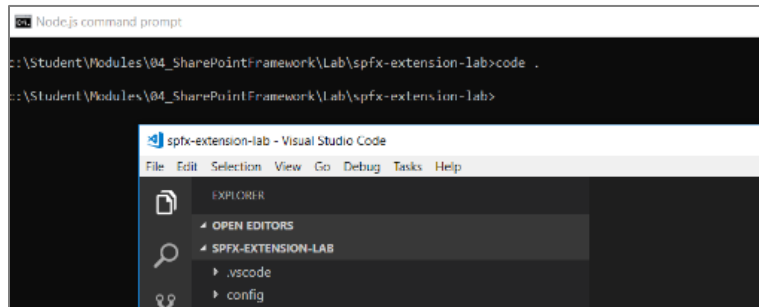 Node.js command prompt
c:\Student\Modules\04_SharePointFramework\Lab\spfx-extension-lab>code .
c:\Student\Modules\04_SharePointFramework\Lab\spfx-extension-lab>
spfx-extension-lab - Visual Studio Code
File Edit Selection View Go Debug Tasks Help
EXPLORER
OPEN EDITORS
SPFX-EXTENSION-LAB
.vscode
config